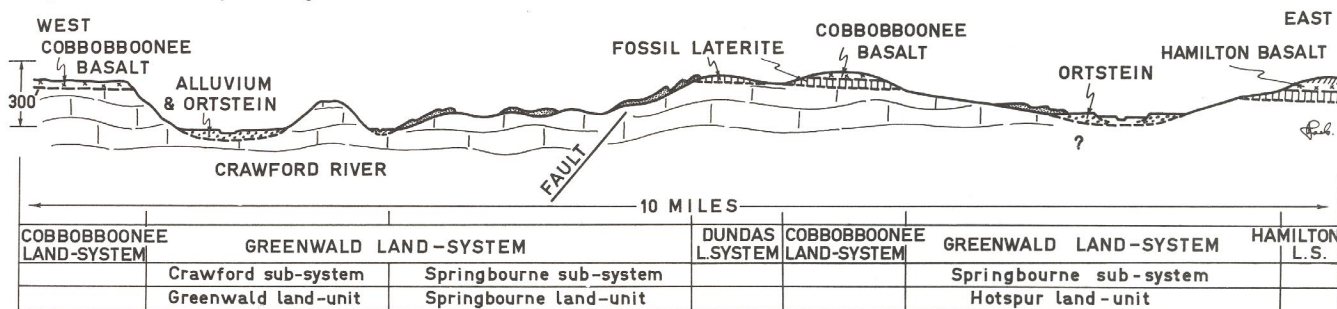 WEST
EAST
COBBOBBOONEE
BASALT
ALLUVIUM
& ORTSTEIN
FOSSIL LATERITE
COBBOBBOONEE
BASALT
HAMILTON BASALT
ORTSTEIN
300'
?
CRAWFORD RIVER
FAULT
10 MILES
COBBOBBOONEE
LAND-SYSTEM
GREENWALD LAND-SYSTEM
DUNDAS
L.SYSTEM
COBBOBBOONEE
LAND-SYSTEM
GREENWALD LAND-SYSTEM
HAMILTON
L.S.
Crawford sub-system
Springbourne sub-system
Springbourne sub-system
Greenwald land-unit
Springbourne land-unit
Hotspur land-unit